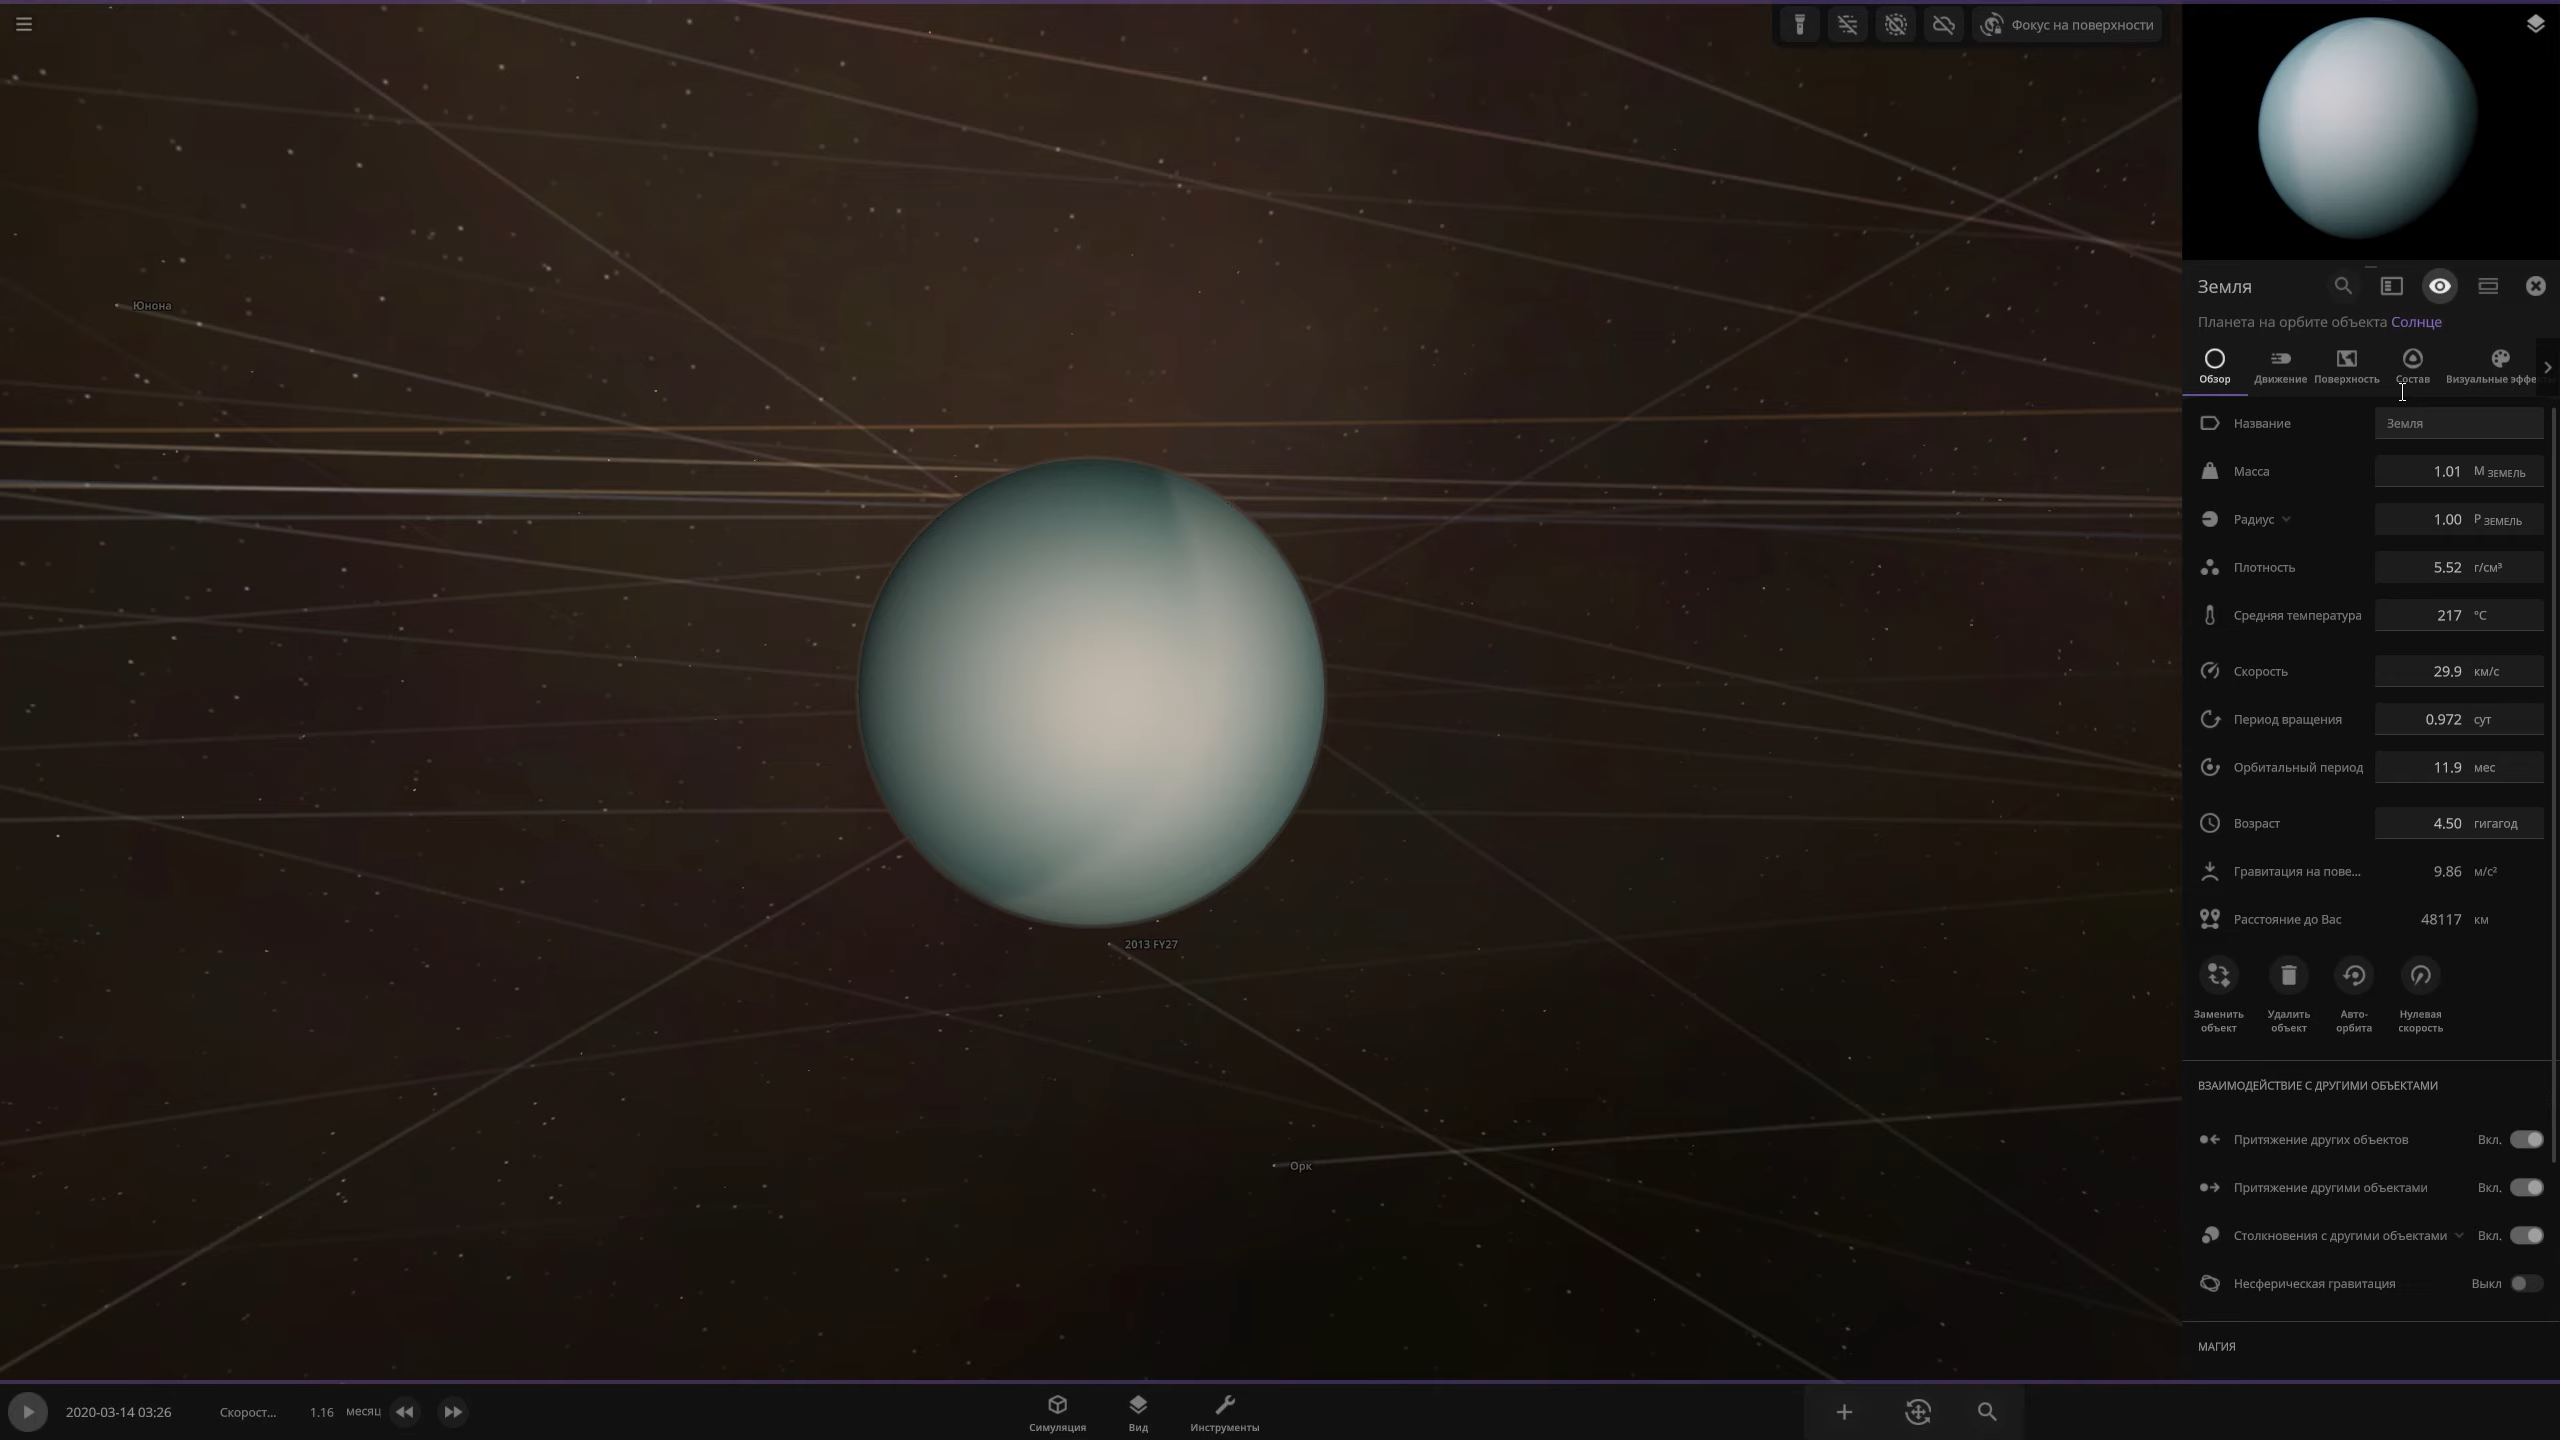 Фокус на поверхности
Юнона
2013 FY27
Орк
Земля
Планета на орбите объекта Солнце
Обзор
Движение
Поверхность
Состав
Визуальные эффе
Название
Земля
Масса
1.01 М ЗЕМЕЛЬ
Радиус
1.00 Р ЗЕМЕЛЬ
Плотность
5.52 г/см³
Средняя температура
217 °C
Скорость
29.9 км/с
Период вращения
0.972 сут
Орбитальный период
11.9 мес
Возраст
4.50 гигагод
Гравитация на пове...
9.86 м/с²
Расстояние до Вас
48117 км
Заменить
объект
Удалить
объект
Авто-
орбита
Нулевая
скорость
ВЗАИМОДЕЙСТВИЕ С ДРУГИМИ ОБЪЕКТАМИ
Притяжение других объектов
Вкл.
Притяжение другими объектами
Вкл.
Столкновения с другими объектами
Вкл.
Несферическая гравитация
Выкл
МАГИЯ
2020-03-14 03:26
Скорост...
1.16 месяц
Симуляция
Вид
Инструменты